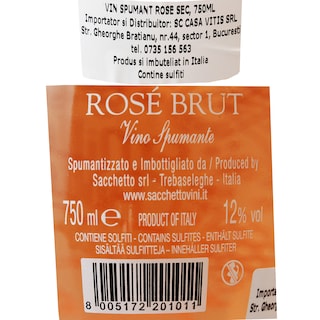 VIN SPUMANT ROSE SEC, 750ML
Importator si Distribuitor: SC CASA VITIS SRL
Str. Gheorghe Bratianu, nr.44, sector 1, Bucuresti
tel. 0735 156 563
Produs si imbuteliat in Italia
Contine sulfiti
ROSÉ BRUT
Vino Spumante
Spumantizzato e Imbottigliato da / Produced by
Sacchetto srl - Trebaseleghe - Italia
www.sacchettovini.it
750 ml e PRODUCT OF ITALY 12% vol
CONTIENE SOLFITI - CONTAINS SULFITES - ENTHÄLT SULFITE
SISÄLTÄÄ SULFIITTEJA - INNEHÅLLER SULFITER
8 005172 201011
Importa
Str. Gheor